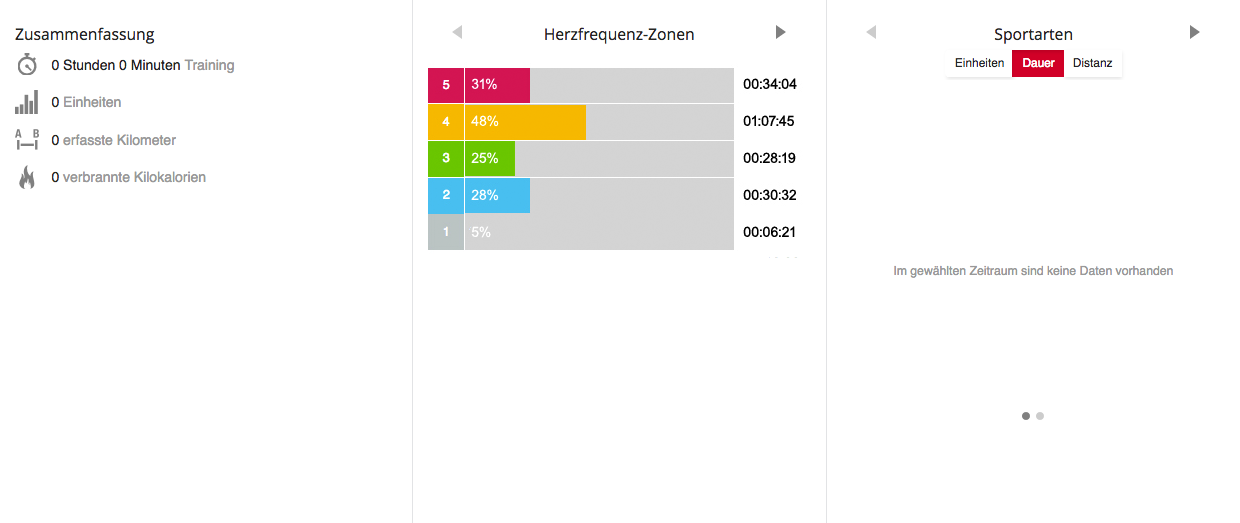 Zusammenfassung
0 Stunden 0 Minuten Training
0 Einheiten
A B
0 erfasste Kilometer
0 verbrannte Kilokalorien
Herzfrequenz-Zonen
5 31% 00:34:04
4 48% 01:07:45
3 25% 00:28:19
2 28% 00:30:32
1 5% 00:06:21
Sportarten
Einheiten Dauer Distanz
Im gewählten Zeitraum sind keine Daten vorhanden